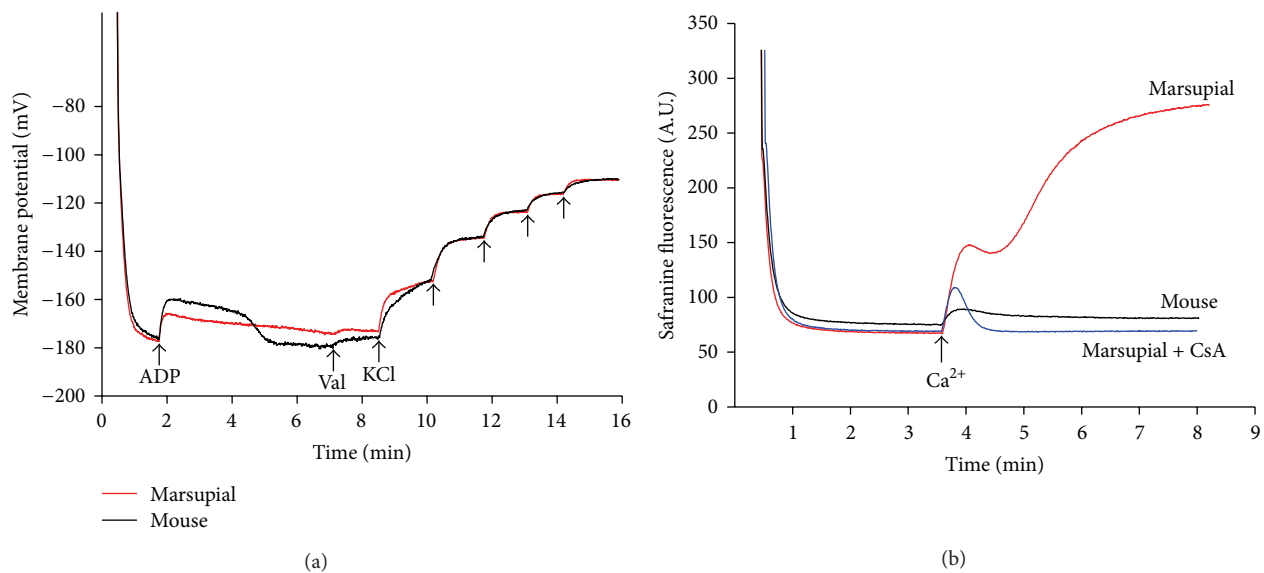 Membrane potential (mV)
−80
−100
−120
−140
−160
−180
−200
ADP
Val
KCl
0
2
4
6
8
10
12
14
16
Time (min)
Marsupial
Mouse
(a)
Safranine fluorescence (A.U.)
350
300
250
200
150
100
50
0
Marsupial
Mouse
Marsupial + CsA
Ca2+
1
2
3
4
5
6
7
8
9
Time (min)
(b)